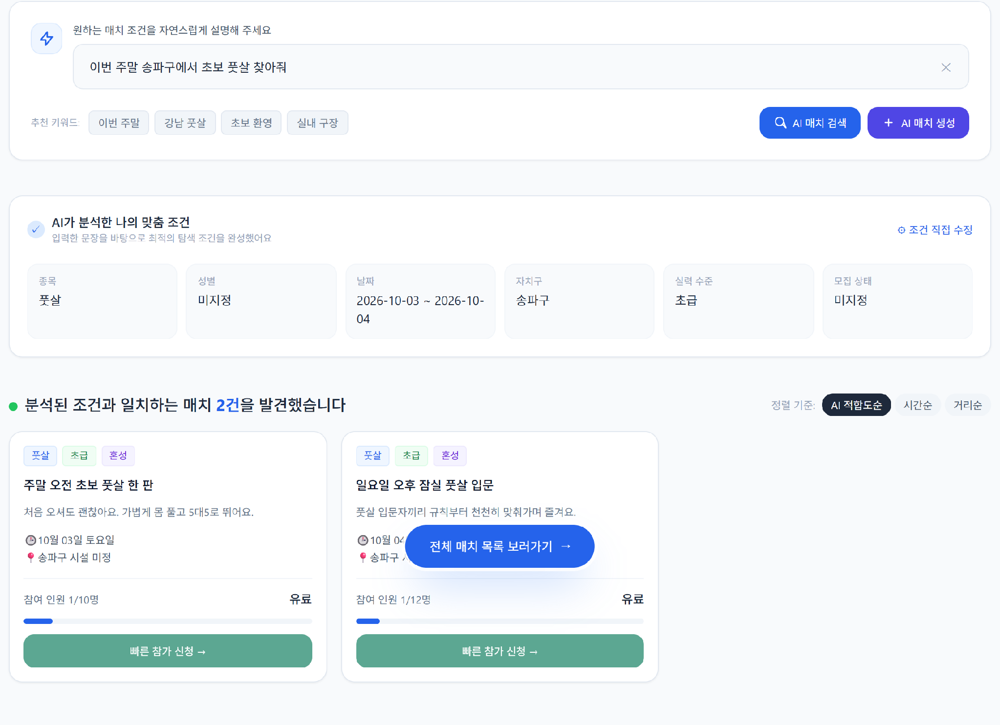 원하는 매치 조건을 자연스럽게 설명해 주세요
이번 주말 송파구에서 초보 풋살 찾아줘
추천 키워드:
이번 주말
강남 풋살
초보 환영
실내 구장
AI 매치 검색
+ AI 매치 생성
AI가 분석한 나의 맞춤 조건
입력한 문장을 바탕으로 최적의 탐색 조건을 완성했어요
조건 직접 수정
종목
풋살
성별
미지정
날짜
2026-10-03 ~ 2026-10-
04
자치구
송파구
실력 수준
초급
모집 상태
미지정
분석된 조건과 일치하는 매치 2건을 발견했습니다
정렬 기준:
AI 적합도순
시간순
거리순
풋살
초급
혼성
주말 오전 초보 풋살 한 판
처음 오셔도 괜찮아요. 가볍게 몸 풀고 5대5로 뛰어요.
10월 03일 토요일
송파구 시설 미정
참여 인원 1/10명
유료
빠른 참가 신청 →
풋살
초급
혼성
일요일 오후 잠실 풋살 입문
풋살 입문자끼리 규칙부터 천천히 맞춰가며 즐겨요.
10월 04
송파구
전체 매치 목록 보러가기 →
참여 인원 1/12명
유료
빠른 참가 신청 →